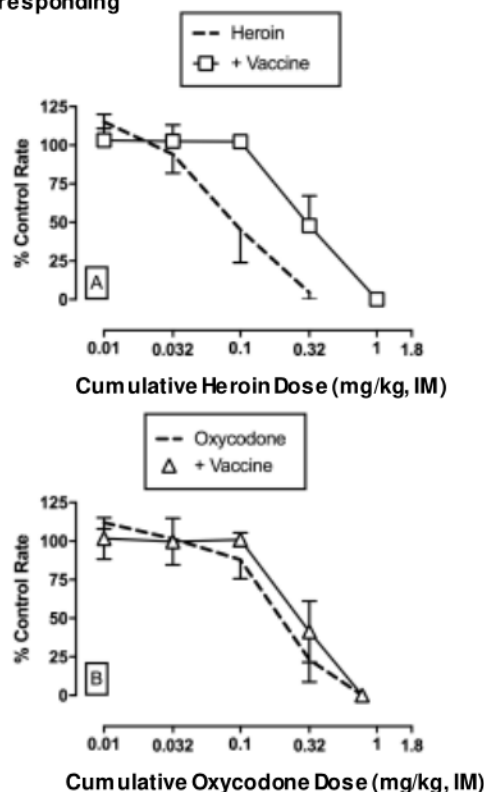 responding
Heroin
+ Vaccine
% Control Rate
125
100
75
50
25
0
A
0.01 0.032 0.1 0.32 1 1.8
Cumulative Heroin Dose (mg/kg, IM)
Oxycodone
+ Vaccine
% Control Rate
125
100
75
50
25
0
B
0.01 0.032 0.1 0.32 1 1.8
Cumulative Oxycodone Dose (mg/kg, IM)